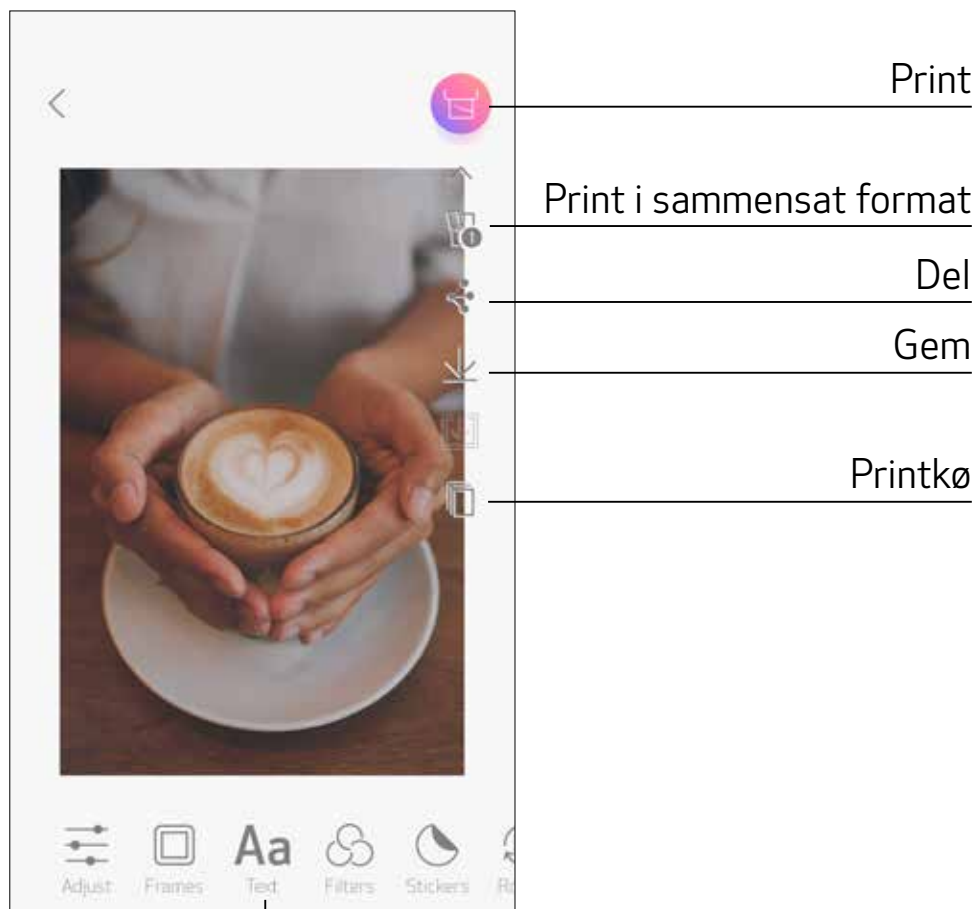 Print
Print i sammensat format
Del
Gem
Printkø
Aa
Adjust
Frames
Text
Filters
Stickers